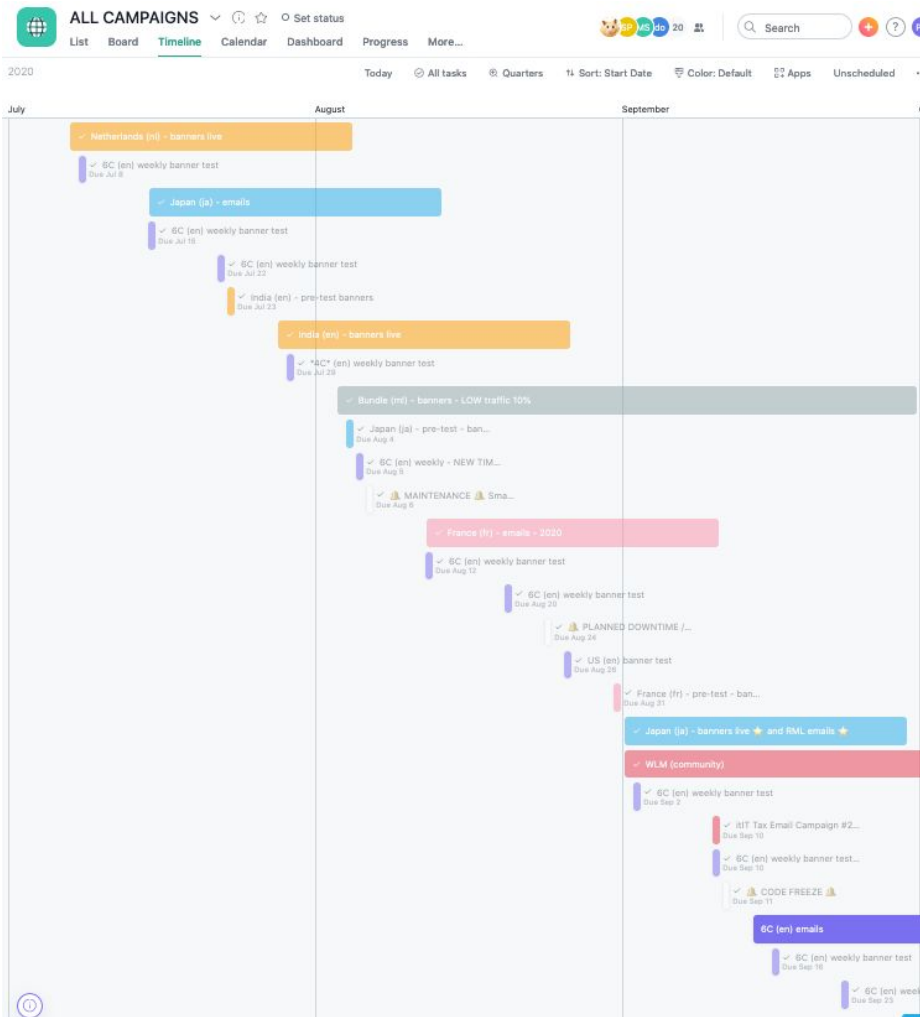 ALL CAMPAIGNS
Set status
SP
MS
do
20
Search
?
List Board Timeline Calendar Dashboard Progress More...
2020
Today
All tasks
Quarters
Sort: Start Date
Color: Default
Apps
Unscheduled
July
August
September
Netherlands (nl) - banners live
6C (en) weekly banner test
Due Jul 8
Japan (ja) - emails
6C (en) weekly banner test
Due Jul 15
6C (en) weekly banner test
Due Jul 22
India (en) - pre-test banners
Due Jul 23
India (en) - banners live
*4C* (en) weekly banner test
Due Jul 29
Bundle (ml) - banners - LOW traffic 10%
Japan (ja) - pre-test - ban...
Due Aug 4
6C (en) weekly - NEW TIM...
Due Aug 5
MAINTENANCE Sma...
Due Aug 6
France (fr) - emails - 2020
6C (en) weekly banner test
Due Aug 12
6C (en) weekly banner test
Due Aug 20
PLANNED DOWNTIME /...
Due Aug 24
US (en) banner test
Due Aug 26
France (fr) - pre-test - ban...
Due Aug 31
Japan (ja) - banners live ⭐ and RML emails ⭐
WLM (community)
6C (en) weekly banner test
Due Sep 2
itIT Tax Email Campaign #2...
Due Sep 10
6C (en) weekly banner test...
Due Sep 10
CODE FREEZE
Due Sep 11
6C (en) emails
6C (en) weekly banner test
Due Sep 16
6C (en) week
Due Sep 23